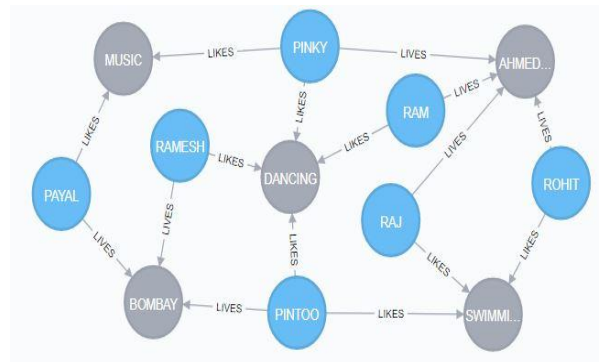 MUSIC
LIKES
PINKY
LIVES
AHMED...
LIKES
LIKES
RAM
LIVES
RAMESH
LIKES
LIKES
LIVES
LIVES
DANCING
PAYAL
ROHIT
RAJ
LIVES
LIVES
LIKES
LIKES
LIKES
BOMBAY
LIVES
PINTOO
LIKES
SWIMMI...